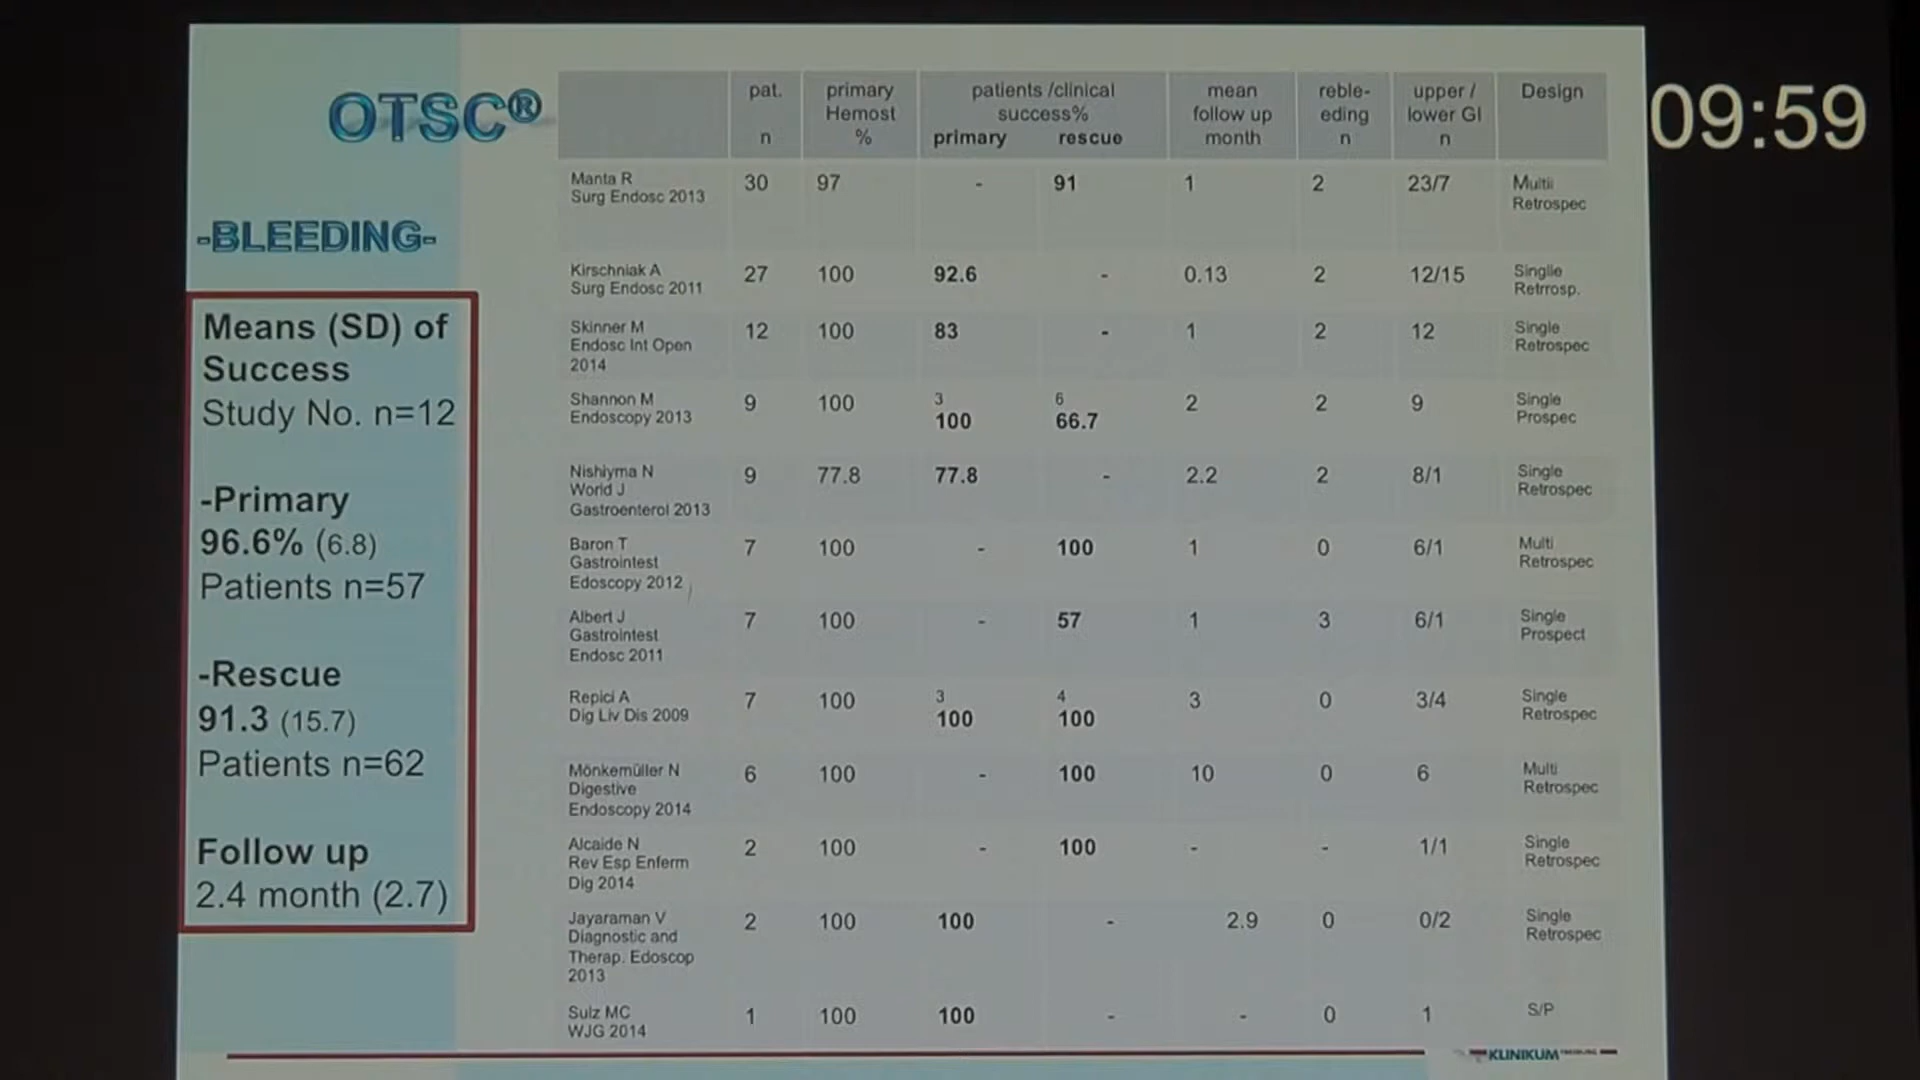 OTSC®
-BLEEDING-
Means (SD) of
Success
Study No. n=12
-Primary
96.6% (6.8)
Patients n=57
-Rescue
91.3 (15.7)
Patients n=62
Follow up
2.4 month (2.7)
09:59
pat. n | primary Hemost % | patients /clinical success% primary rescue | mean follow up month | reble-eding n | upper / lower GI n | Design
Manta R 30 97 - 91 1 2 23/7 Multii
Surg Endosc 2013 Retrospec
Kirschniak A 27 100 92.6 - 0.13 2 12/15 Singlle
Surg Endosc 2011 Retrrosp.
Skinner M 12 100 83 - 1 2 12 Single
Endosc Int Open Retrospec
2014
Shannon M 9 100 3 6 2 2 9 Single
Endoscopy 2013 100 66.7 Prospec
Nishiyma N 9 77.8 77.8 - 2.2 2 8/1 Single
World J Retrospec
Gastroenterol 2013
Baron T 7 100 - 100 1 0 6/1 Multi
Gastrointest Retrospec
Edoscopy 2012
Albert J 7 100 - 57 1 3 6/1 Single
Gastrointest Prospect
Endosc 2011
Repici A 7 100 3 4 3 0 3/4 Single
Dig Liv Dis 2009 100 100 Retrospec
Mönkemüller N 6 100 - 100 10 0 6 Multi
Digestive Retrospec
Endoscopy 2014
Alcaide N 2 100 - 100 - - 1/1 Single
Rev Esp Enferm Retrospec
Dig 2014
Jayaraman V 2 100 100 - 2.9 0 0/2 Single
Diagnostic and Retrospec
Therap. Edoscop
2013
Sulz MC 1 100 100 - - 0 1 S/P
WJG 2014
KLINIKUM